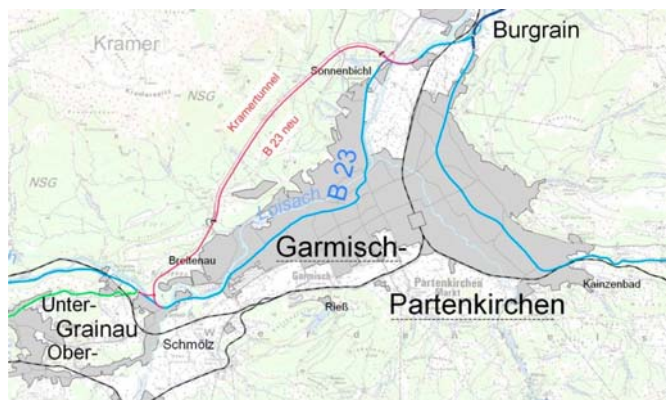 Burgrain
Kramer
Sonnenbichl
NSG
Kramertunnel
B 23 neu
B 23
NSG
Loisach
Breitenau
Garmisch-
Garmisch
Partenkirchen
Markt
Kainzenbad
Unter-
Grainau
Ober-
Rieß
Partenkirchen
Schmölz